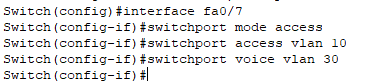 Switch(config)#interface fa0/7
Switch(config-if)#switchport mode access
Switch(config-if)#switchport access vlan 10
Switch(config-if)#switchport voice vlan 30
Switch(config-if)#